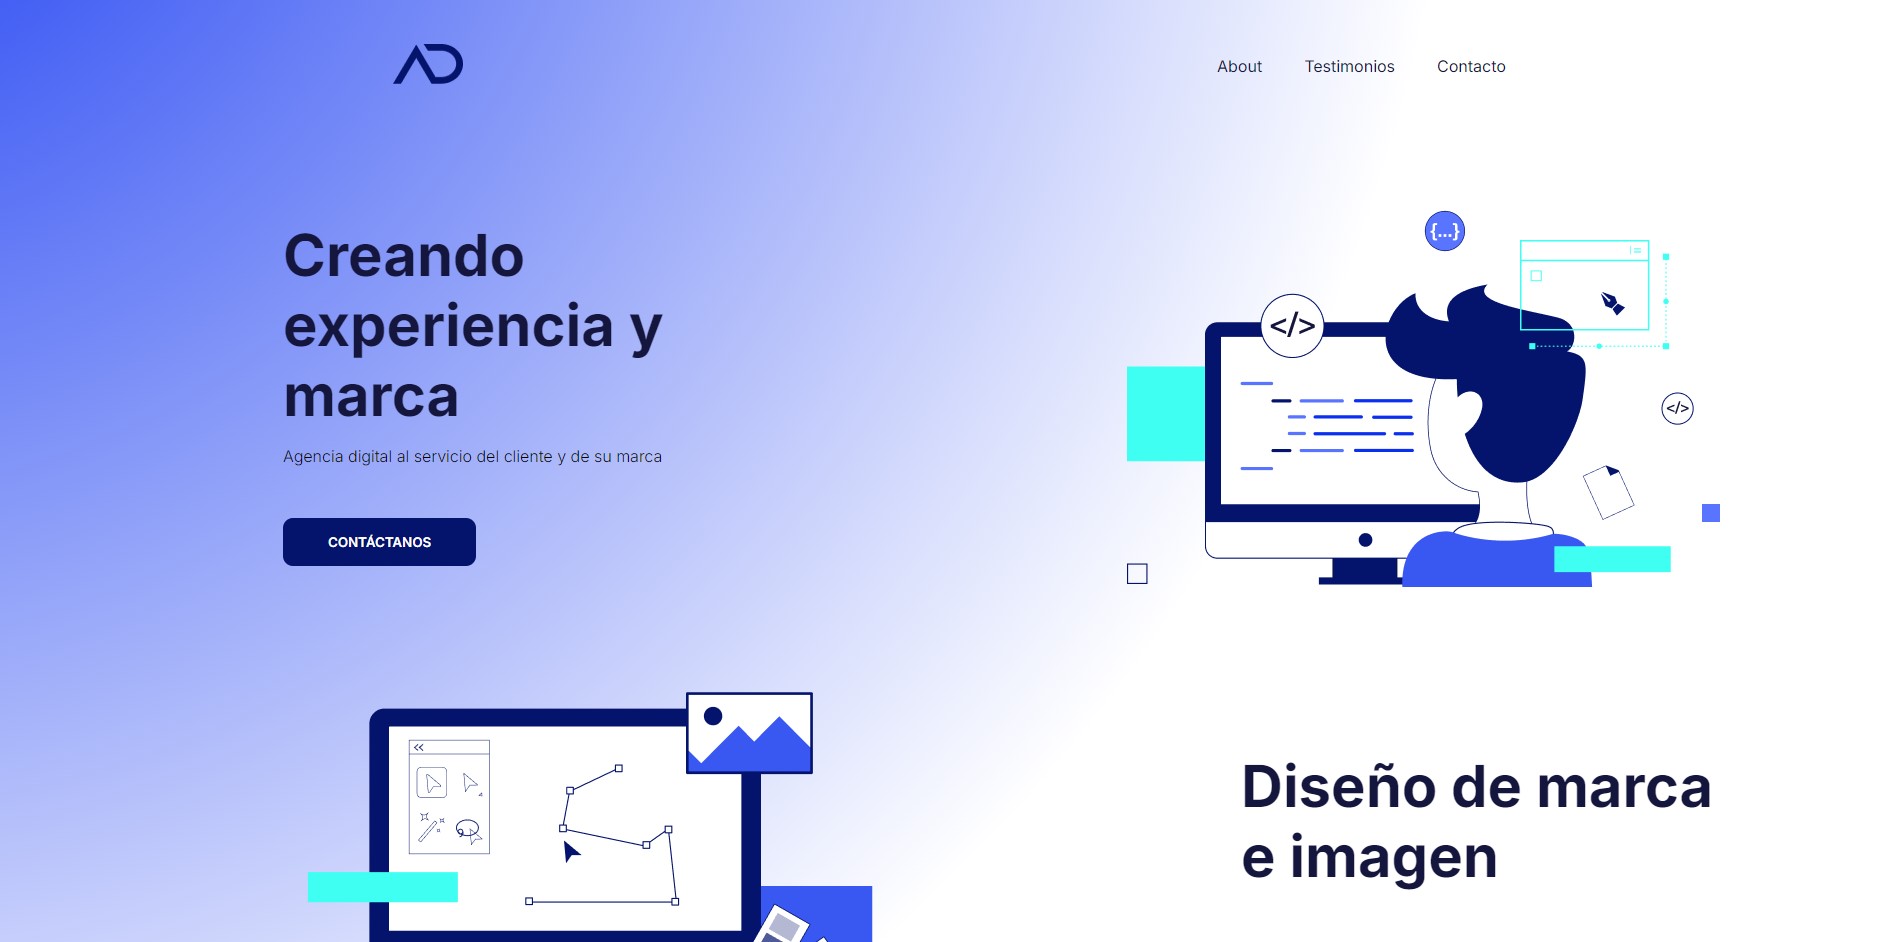 AD
About
Testimonios
Contacto
Creando
experiencia y
marca
Agencia digital al servicio del cliente y de su marca
CONTÁCTANOS
{...}
</>
</>
Diseño de marca
e imagen